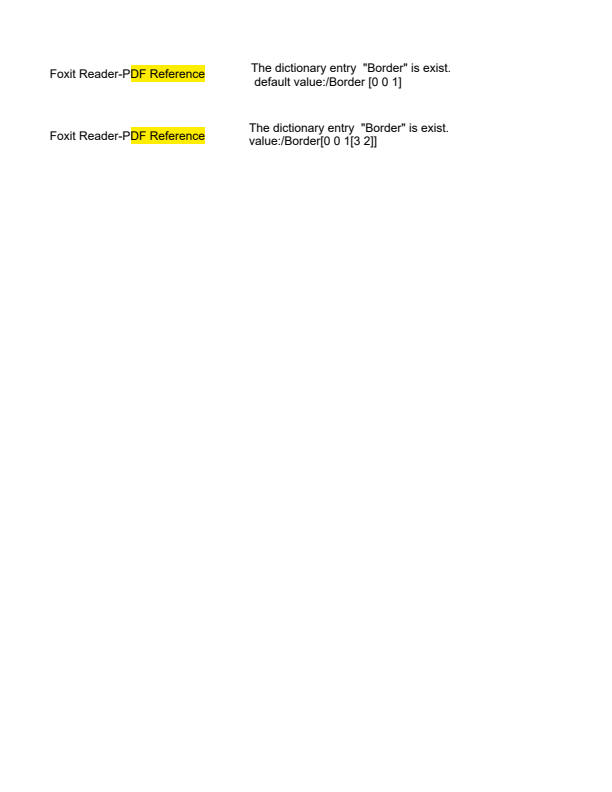 Foxit Reader-PDF Reference
The dictionary entry  "Border" is exist.
default value:/Border [0 0 1]
Foxit Reader-PDF Reference
The dictionary entry  "Border" is exist.
value:/Border[0 0 1[3 2]]